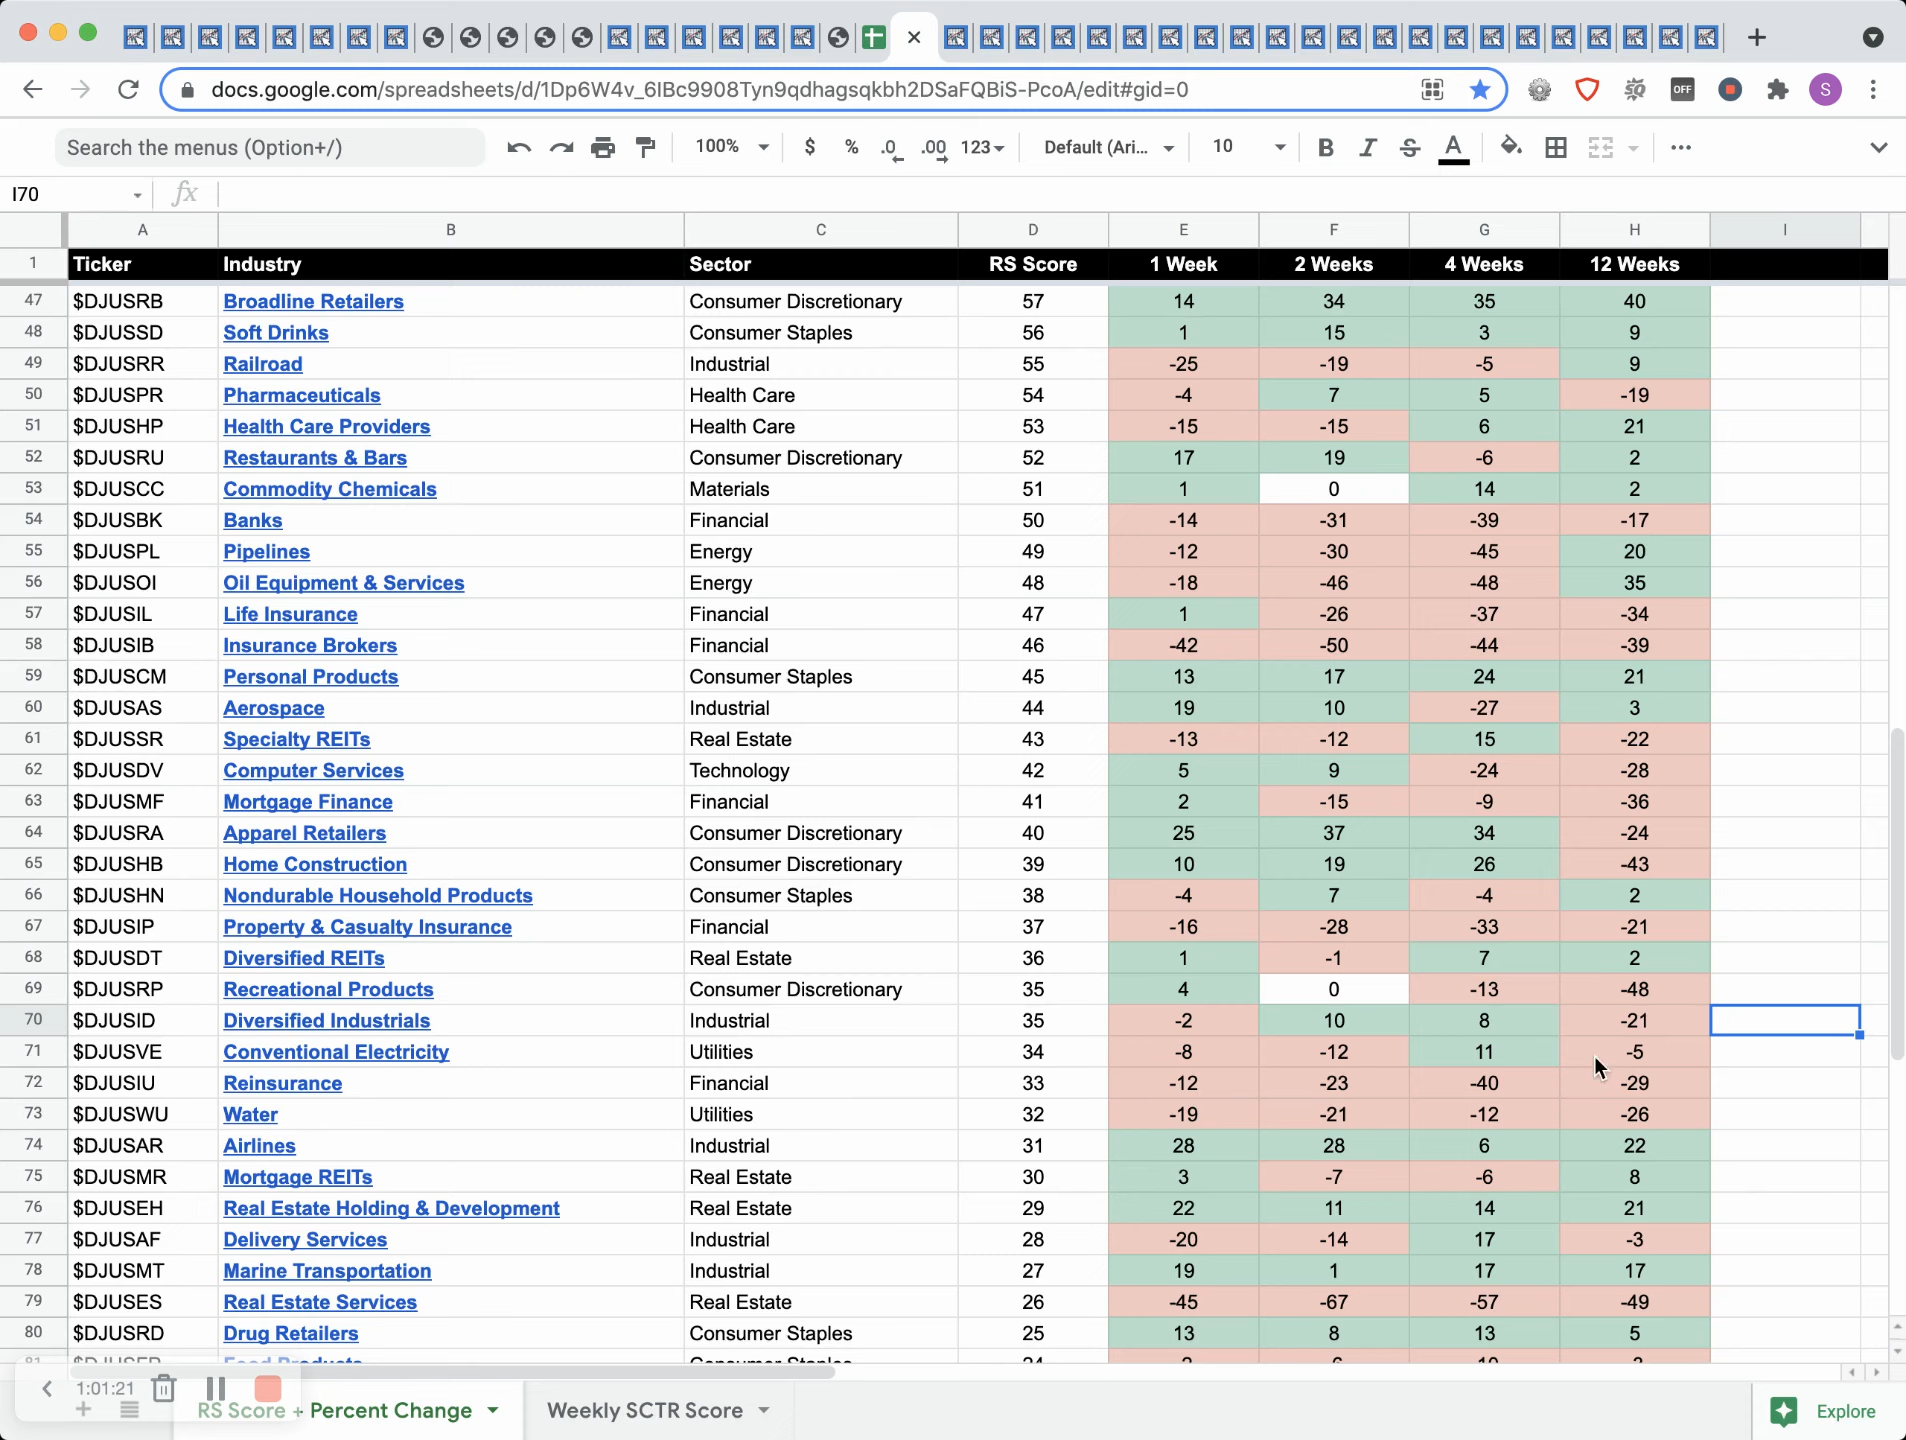 docs.google.com/spreadsheets/d/1Dp6W4v_6IBc9908Tyn9qdhagsqkbh2DSaFQBiS-PcoA/edit#gid=0 OFF S
Search the menus (Option+/) 100% $ % .0 .00 123 Default (Ari... 10 B I S A
I70 fx
A B C D E F G H I
1 Ticker Industry Sector RS Score 1 Week 2 Weeks 4 Weeks 12 Weeks
47 $DJUSRB Broadline Retailers Consumer Discretionary 57 14 34 35 40
48 $DJUSSD Soft Drinks Consumer Staples 56 1 15 3 9
49 $DJUSRR Railroad Industrial 55 -25 -19 -5 9
50 $DJUSPR Pharmaceuticals Health Care 54 -4 7 5 -19
51 $DJUSHP Health Care Providers Health Care 53 -15 -15 6 21
52 $DJUSRU Restaurants & Bars Consumer Discretionary 52 17 19 -6 2
53 $DJUSCC Commodity Chemicals Materials 51 1 0 14 2
54 $DJUSBK Banks Financial 50 -14 -31 -39 -17
55 $DJUSPL Pipelines Energy 49 -12 -30 -45 20
56 $DJUSOI Oil Equipment & Services Energy 48 -18 -46 -48 35
57 $DJUSIL Life Insurance Financial 47 1 -26 -37 -34
58 $DJUSIB Insurance Brokers Financial 46 -42 -50 -44 -39
59 $DJUSCM Personal Products Consumer Staples 45 13 17 24 21
60 $DJUSAS Aerospace Industrial 44 19 10 -27 3
61 $DJUSSR Specialty REITs Real Estate 43 -13 -12 15 -22
62 $DJUSDV Computer Services Technology 42 5 9 -24 -28
63 $DJUSMF Mortgage Finance Financial 41 2 -15 -9 -36
64 $DJUSRA Apparel Retailers Consumer Discretionary 40 25 37 34 -24
65 $DJUSHB Home Construction Consumer Discretionary 39 10 19 26 -43
66 $DJUSHN Nondurable Household Products Consumer Staples 38 -4 7 -4 2
67 $DJUSIP Property & Casualty Insurance Financial 37 -16 -28 -33 -21
68 $DJUSDT Diversified REITs Real Estate 36 1 -1 7 2
69 $DJUSRP Recreational Products Consumer Discretionary 35 4 0 -13 -48
70 $DJUSID Diversified Industrials Industrial 35 -2 10 8 -21
71 $DJUSVE Conventional Electricity Utilities 34 -8 -12 11 -5
72 $DJUSIU Reinsurance Financial 33 -12 -23 -40 -29
73 $DJUSWU Water Utilities 32 -19 -21 -12 -26
74 $DJUSAR Airlines Industrial 31 28 28 6 22
75 $DJUSMR Mortgage REITs Real Estate 30 3 -7 -6 8
76 $DJUSEH Real Estate Holding & Development Real Estate 29 22 11 14 21
77 $DJUSAF Delivery Services Industrial 28 -20 -14 17 -3
78 $DJUSMT Marine Transportation Industrial 27 19 1 17 17
79 $DJUSES Real Estate Services Real Estate 26 -45 -67 -57 -49
80 $DJUSRD Drug Retailers Consumer Staples 25 13 8 13 5
81 Food Products Consumer Staples 24
1:01:21
RS Score + Percent Change Weekly SCTR Score Explore